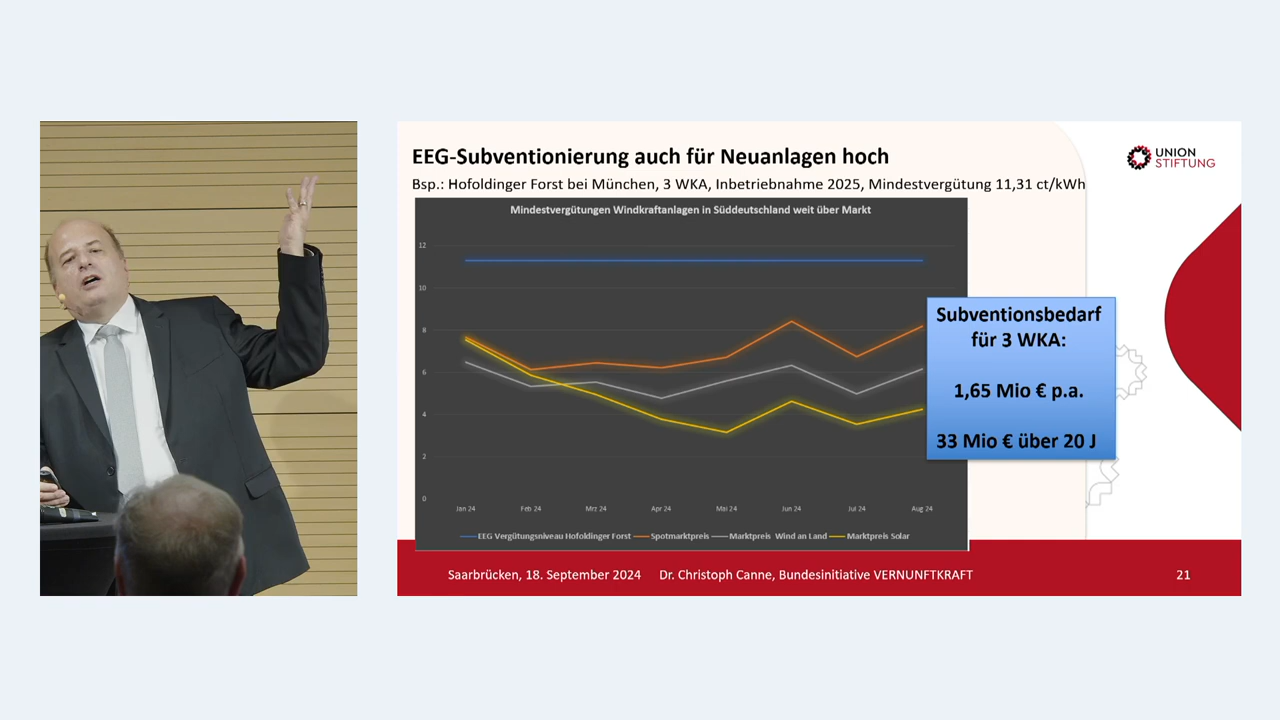 EEG-Subventionierung auch für Neuanlagen hoch
Bsp.: Hofoldinger Forst bei München, 3 WKA, Inbetriebnahme 2025, Mindestvergütung 11,31 ct/kWh
UNION
STIFTUNG
Mindestvergütungen Windkraftanlagen in Süddeutschland weit über Markt
12
10
8
6
4
2
0
Jan 24 Feb 24 Mrz 24 Apr 24 Mai 24 Jun 24 Jul 24 Aug 24
EEG Vergütungsniveau Hofoldinger Forst Spotmarktpreis Marktpreis Wind an Land Marktpreis Solar
Subventionsbedarf
für 3 WKA:
1,65 Mio € p.a.
33 Mio € über 20 J
Saarbrücken, 18. September 2024 Dr. Christoph Canne, Bundesinitiative VERNUNFTKRAFT 21